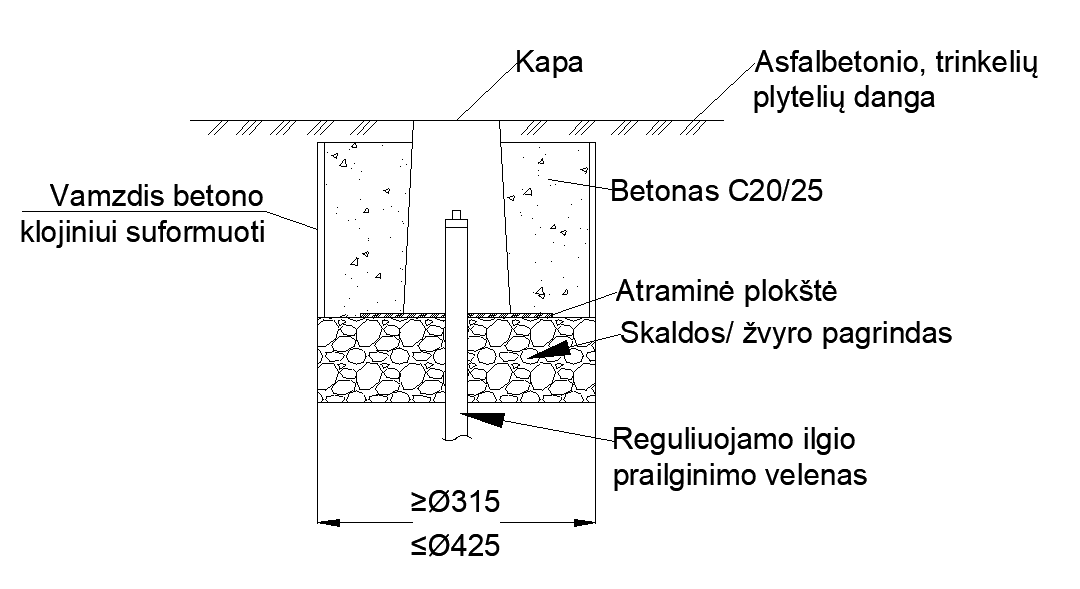 Kapa
Asfalbetonio, trinkelių
plytelių danga
Vamzdis betono
klojiniui suformuoti
Betonas C20/25
Atraminė plokštė
Skaldos/ žvyro pagrindas
Reguliuojamo ilgio
prailginimo velenas
≥Ø315
≤Ø425